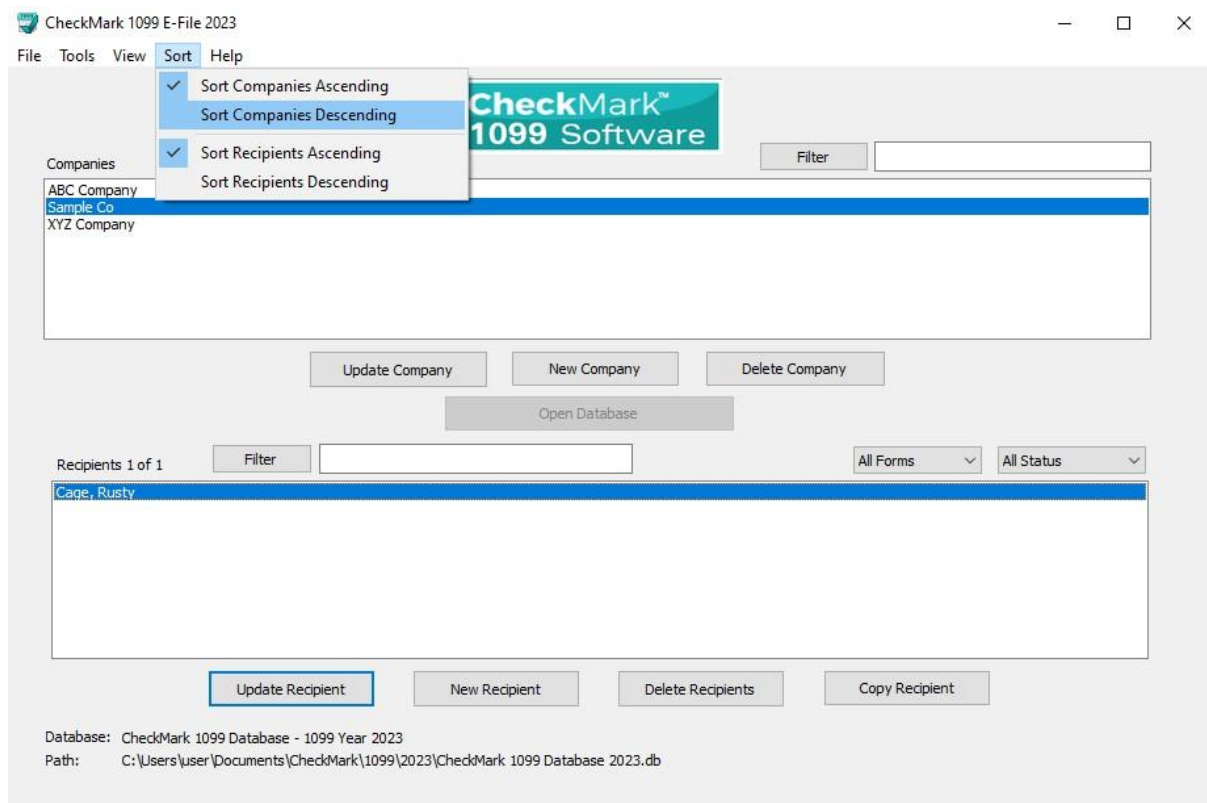 CheckMark 1099 E-File 2023
File Tools View Sort Help
Sort Companies Ascending
Sort Companies Descending
Sort Recipients Ascending
Sort Recipients Descending
CheckMark™
1099 Software
Companies
Filter
ABC Company
Sample Co
XYZ Company
Update Company New Company Delete Company
Open Database
Recipients 1 of 1 Filter All Forms All Status
Cage, Rusty
Update Recipient New Recipient Delete Recipients Copy Recipient
Database: CheckMark 1099 Database - 1099 Year 2023
Path: C:\Users\user\Documents\CheckMark\1099\2023\CheckMark 1099 Database 2023.db